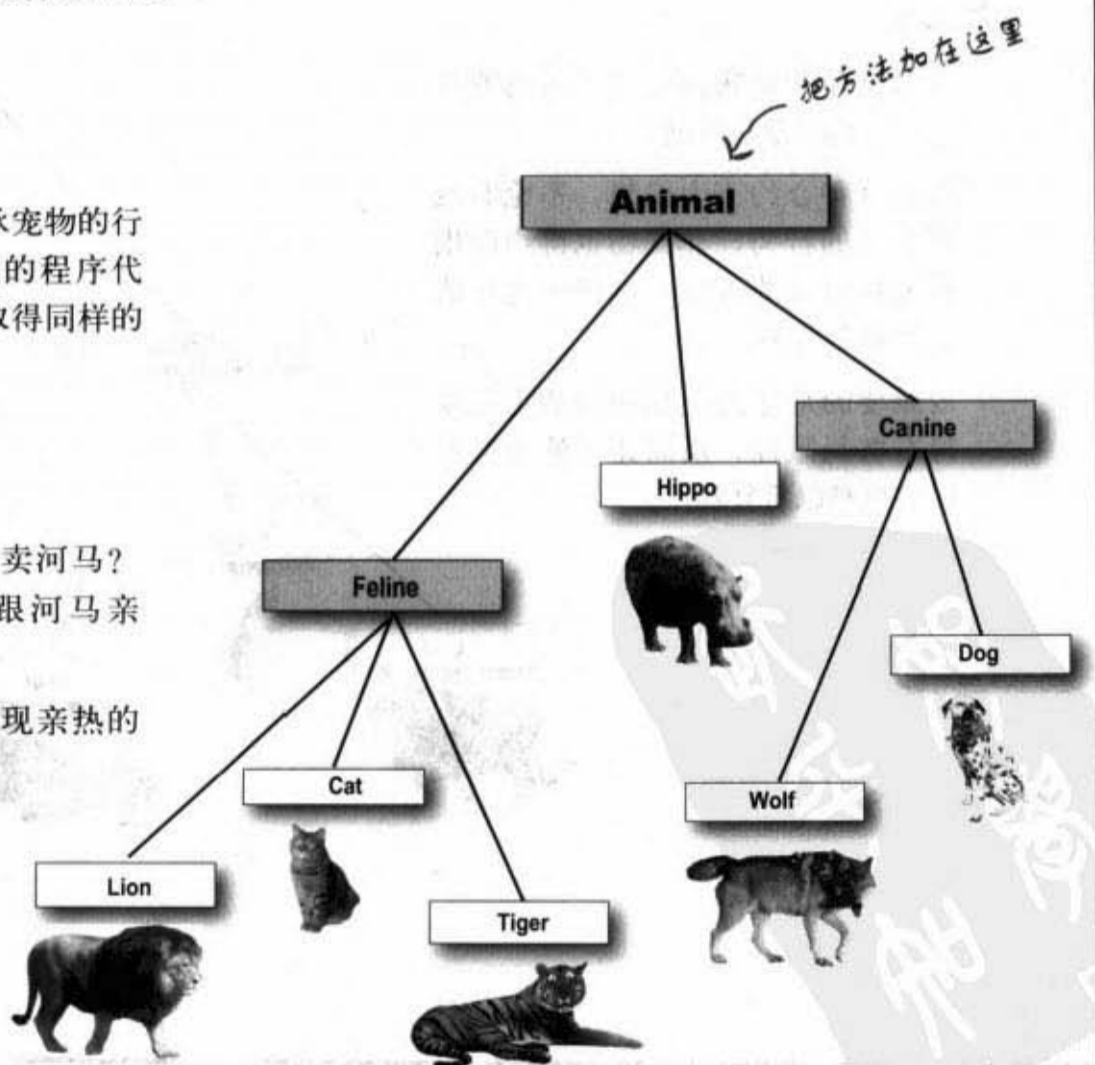 把方法加在这里
Animal
承宠物的行
的程序代
取得同样的
Canine
Hippo
卖河马？
跟河马亲
Feline
Dog
现亲热的
Cat
Wolf
Lion
Tiger